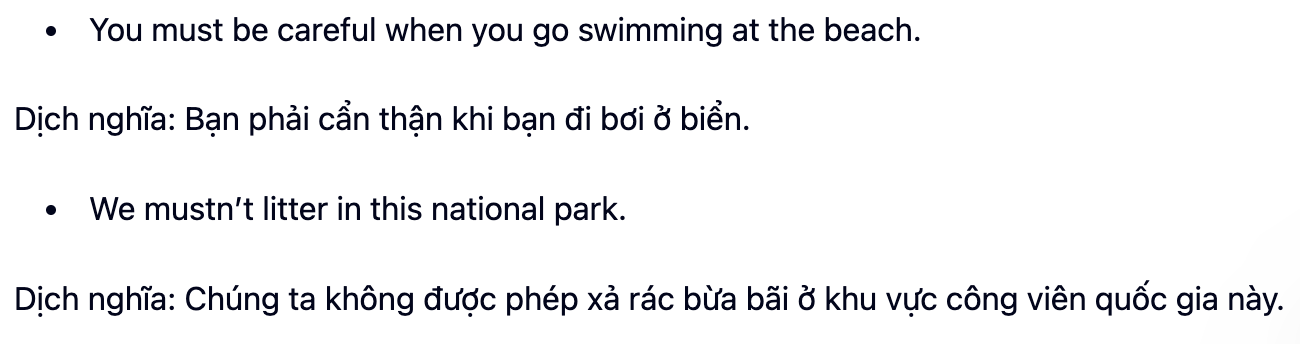 • You must be careful when you go swimming at the beach.
Dịch nghĩa: Bạn phải cẩn thận khi bạn đi bơi ở biển.
• We mustn’t litter in this national park.
Dịch nghĩa: Chúng ta không được phép xả rác bừa bãi ở khu vực công viên quốc gia này.